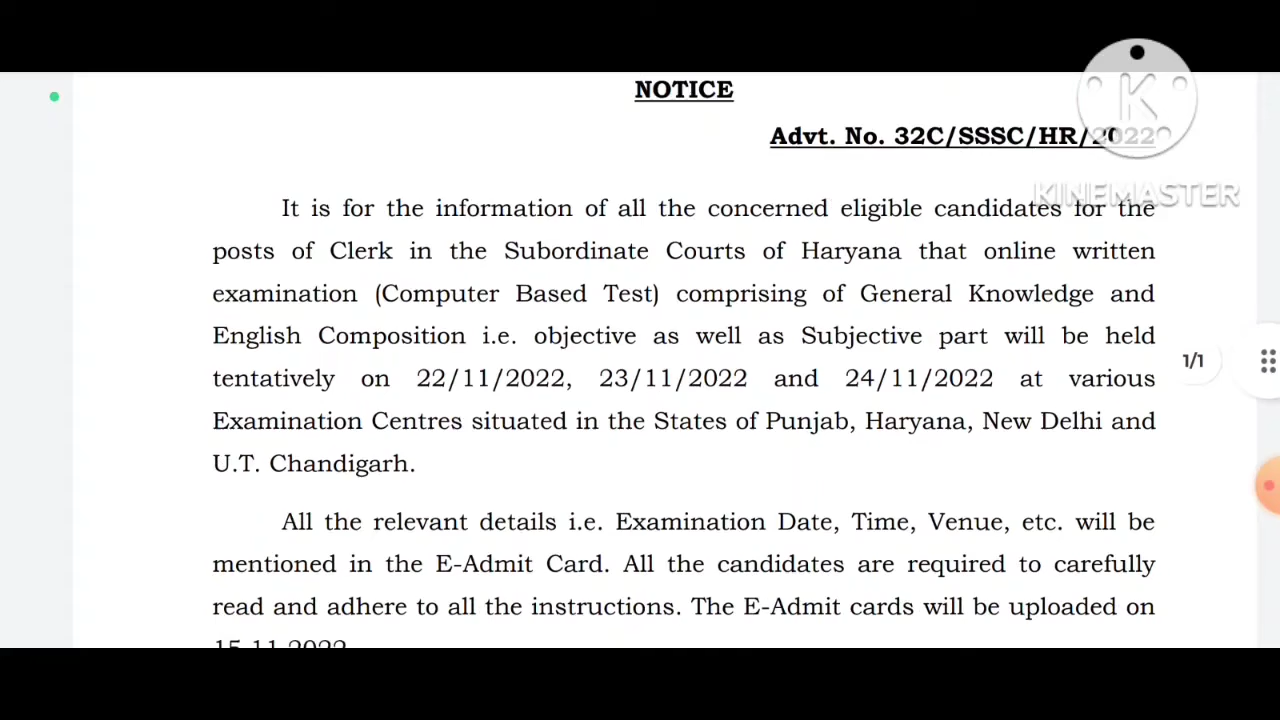 NOTICE
Advt. No. 32C/SSSC/HR/2022
K
KINEMASTER
It is for the information of all the concerned eligible candidates for the
posts of Clerk in the Subordinate Courts of Haryana that online written
examination (Computer Based Test) comprising of General Knowledge and
English Composition i.e. objective as well as Subjective part will be held
tentatively on 22/11/2022, 23/11/2022 and 24/11/2022 at various
1/1
Examination Centres situated in the States of Punjab, Haryana, New Delhi and
U.T. Chandigarh.
All the relevant details i.e. Examination Date, Time, Venue, etc. will be
mentioned in the E-Admit Card. All the candidates are required to carefully
read and adhere to all the instructions. The E-Admit cards will be uploaded on
15.11.2022